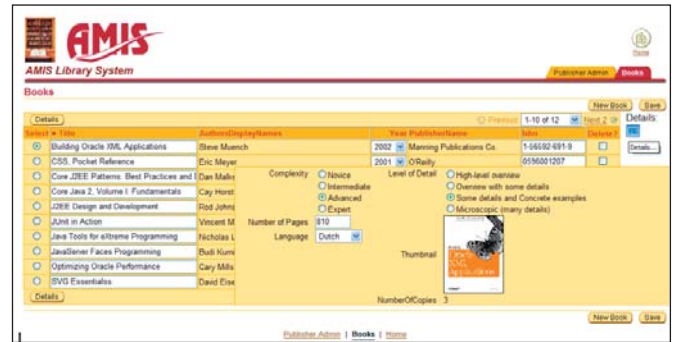 AMIS
AMIS Library System
Home
Publisher Admin Books
Books
New Book Save
Details Previous 1-10 of 12 Next 2 Details:
Select Title AuthorsDisplayNames Year PublisherName Isbn Delete?
Building Oracle XML Applications Steve Muench 2002 Manning Publications Co. 1-56592-691-9 Details...
CSS. Pocket Reference Eric Meyer 2001 O'Reilly 0596001207
Core J2EE Patterns: Best Practices and Dan Malks Complexity Novice Level of Detail High-level overview
Intermediate Overview with some details
Core Java 2, Volume I. Fundamentals Cay Horst Advanced Some details and Concrete examples
J2EE Design and Development Rod Johns Expert Microscopic (many details)
JUnit in Action Vincent M Number of Pages 810
Java Tools for eXtreme Programming Nicholas L Language Dutch
JavaServer Faces Programming Budi Kurni Thumbnail
Optimizing Oracle Performance Cary Mills
SVG Essentials David Eise
Details NumberOfCopies 3
New Book Save
Publisher Admin | Books | Home